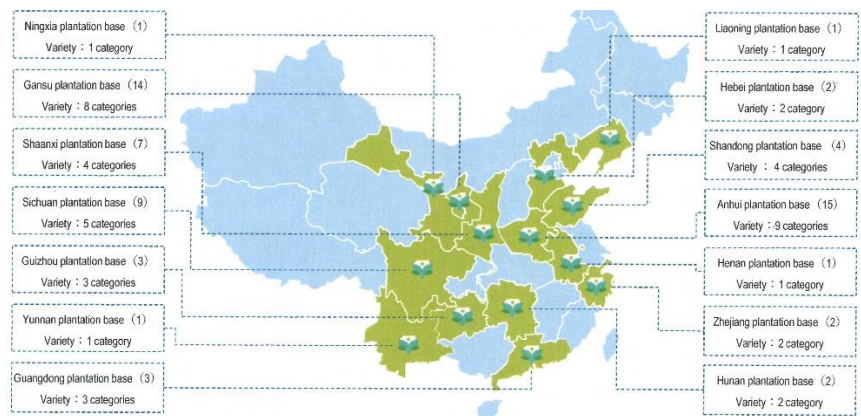 Ningxia plantation base （1）
Variety：1 category
Gansu plantation base （14）
Variety：8 categories
Shaanxi plantation base （7）
Variety：4 categories
Sichuan plantation base （9）
Variety：5 categories
Guizhou plantation base （3）
Variety：3 categories
Yunnan plantation base （1）
Variety：1 category
Guangdong plantation base （3）
Variety：3 categories
Liaoning plantation base （1）
Variety：1 category
Hebei plantation base （2）
Variety：2 category
Shandong plantation base （4）
Variety：4 categories
Anhui plantation base （15）
Variety：9 categories
Henan plantation base （1）
Variety：1 category
Zhejiang plantation base （2）
Variety：2 category
Hunan plantation base （2）
Variety：2 category